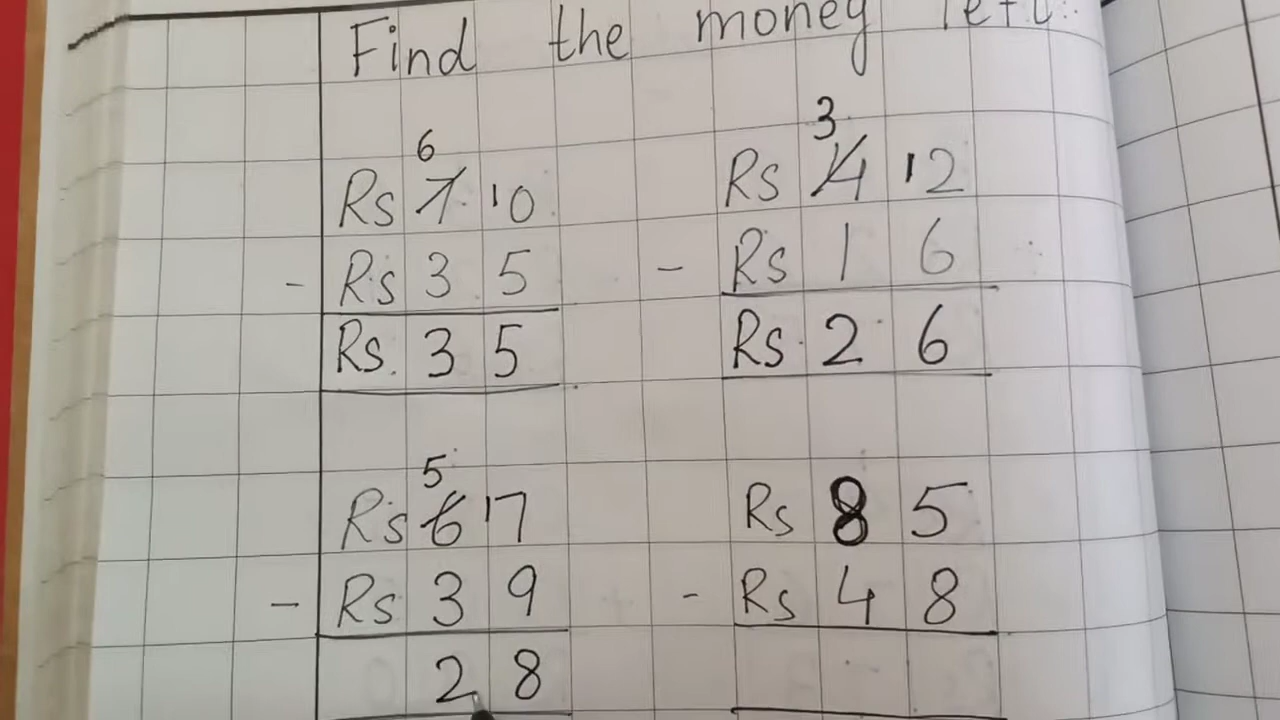 Find the money left.
6 3
Rs 7 10 Rs 4 12
- Rs 3 5 - Rs 1 6
Rs. 3 5 Rs. 2 6
5
Rs 6 17 Rs 8 5
- Rs 3 9 - Rs 4 8
2 8